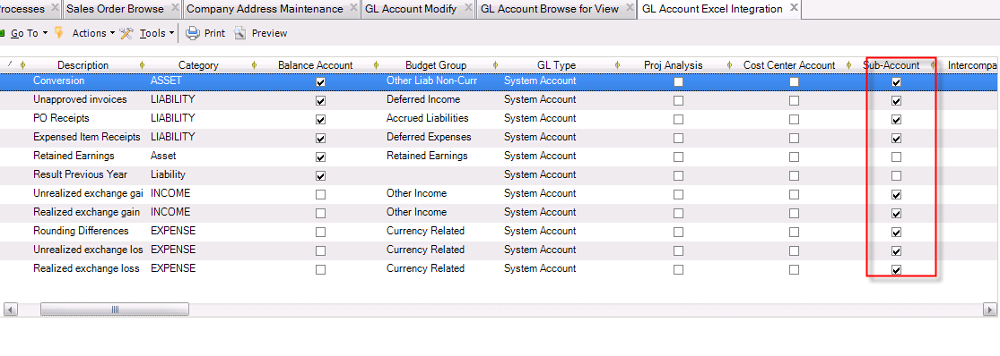 Processes Sales Order Browse Company Address Maintenance GL Account Modify GL Account Browse for View GL Account Excel Integration
Go To Actions Tools Print Preview
Description Category Balance Account Budget Group GL Type Proj Analysis Cost Center Account Sub-Account Intercompa
Conversion ASSET Other Liab Non-Curr System Account
Unapproved invoices LIABILITY Deferred Income System Account
PO Receipts LIABILITY Accrued Liabilities System Account
Expensed Item Receipts LIABILITY Deferred Expenses System Account
Retained Earnings Asset Retained Earnings System Account
Result Previous Year Liability System Account
Unrealized exchange gai INCOME Other Income System Account
Realized exchange gain INCOME Other Income System Account
Rounding Differences EXPENSE Currency Related System Account
Unrealized exchange los EXPENSE Currency Related System Account
Realized exchange loss EXPENSE Currency Related System Account